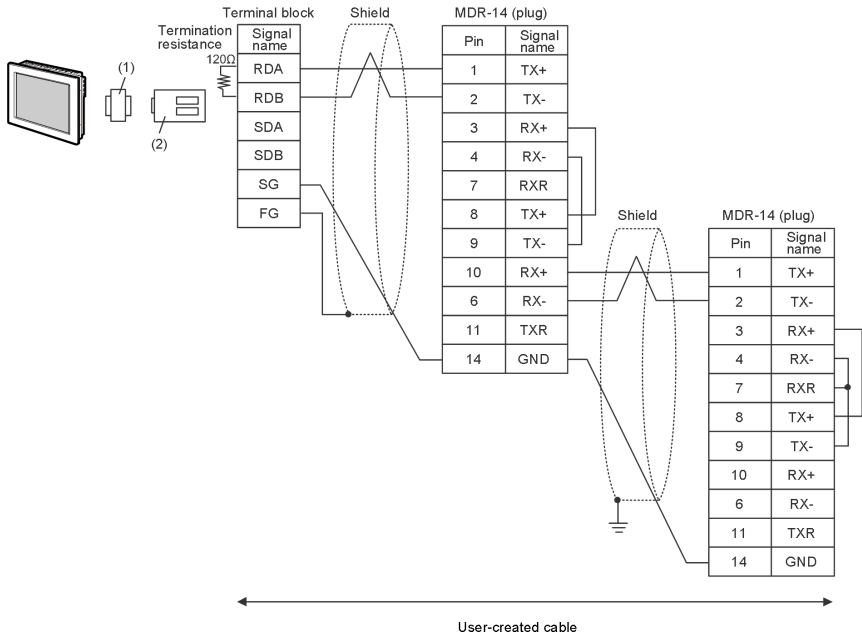 Terminal block
Shield
MDR-14 (plug)
Termination
resistance
120Ω
Signal
name
RDA
RDB
SDA
SDB
SG
FG
(1)
(2)
Pin Signal
name
1 TX+
2 TX-
3 RX+
4 RX-
7 RXR
8 TX+
9 TX-
10 RX+
6 RX-
11 TXR
14 GND
Shield
MDR-14 (plug)
Pin Signal
name
1 TX+
2 TX-
3 RX+
4 RX-
7 RXR
8 TX+
9 TX-
10 RX+
6 RX-
11 TXR
14 GND
User-created cable